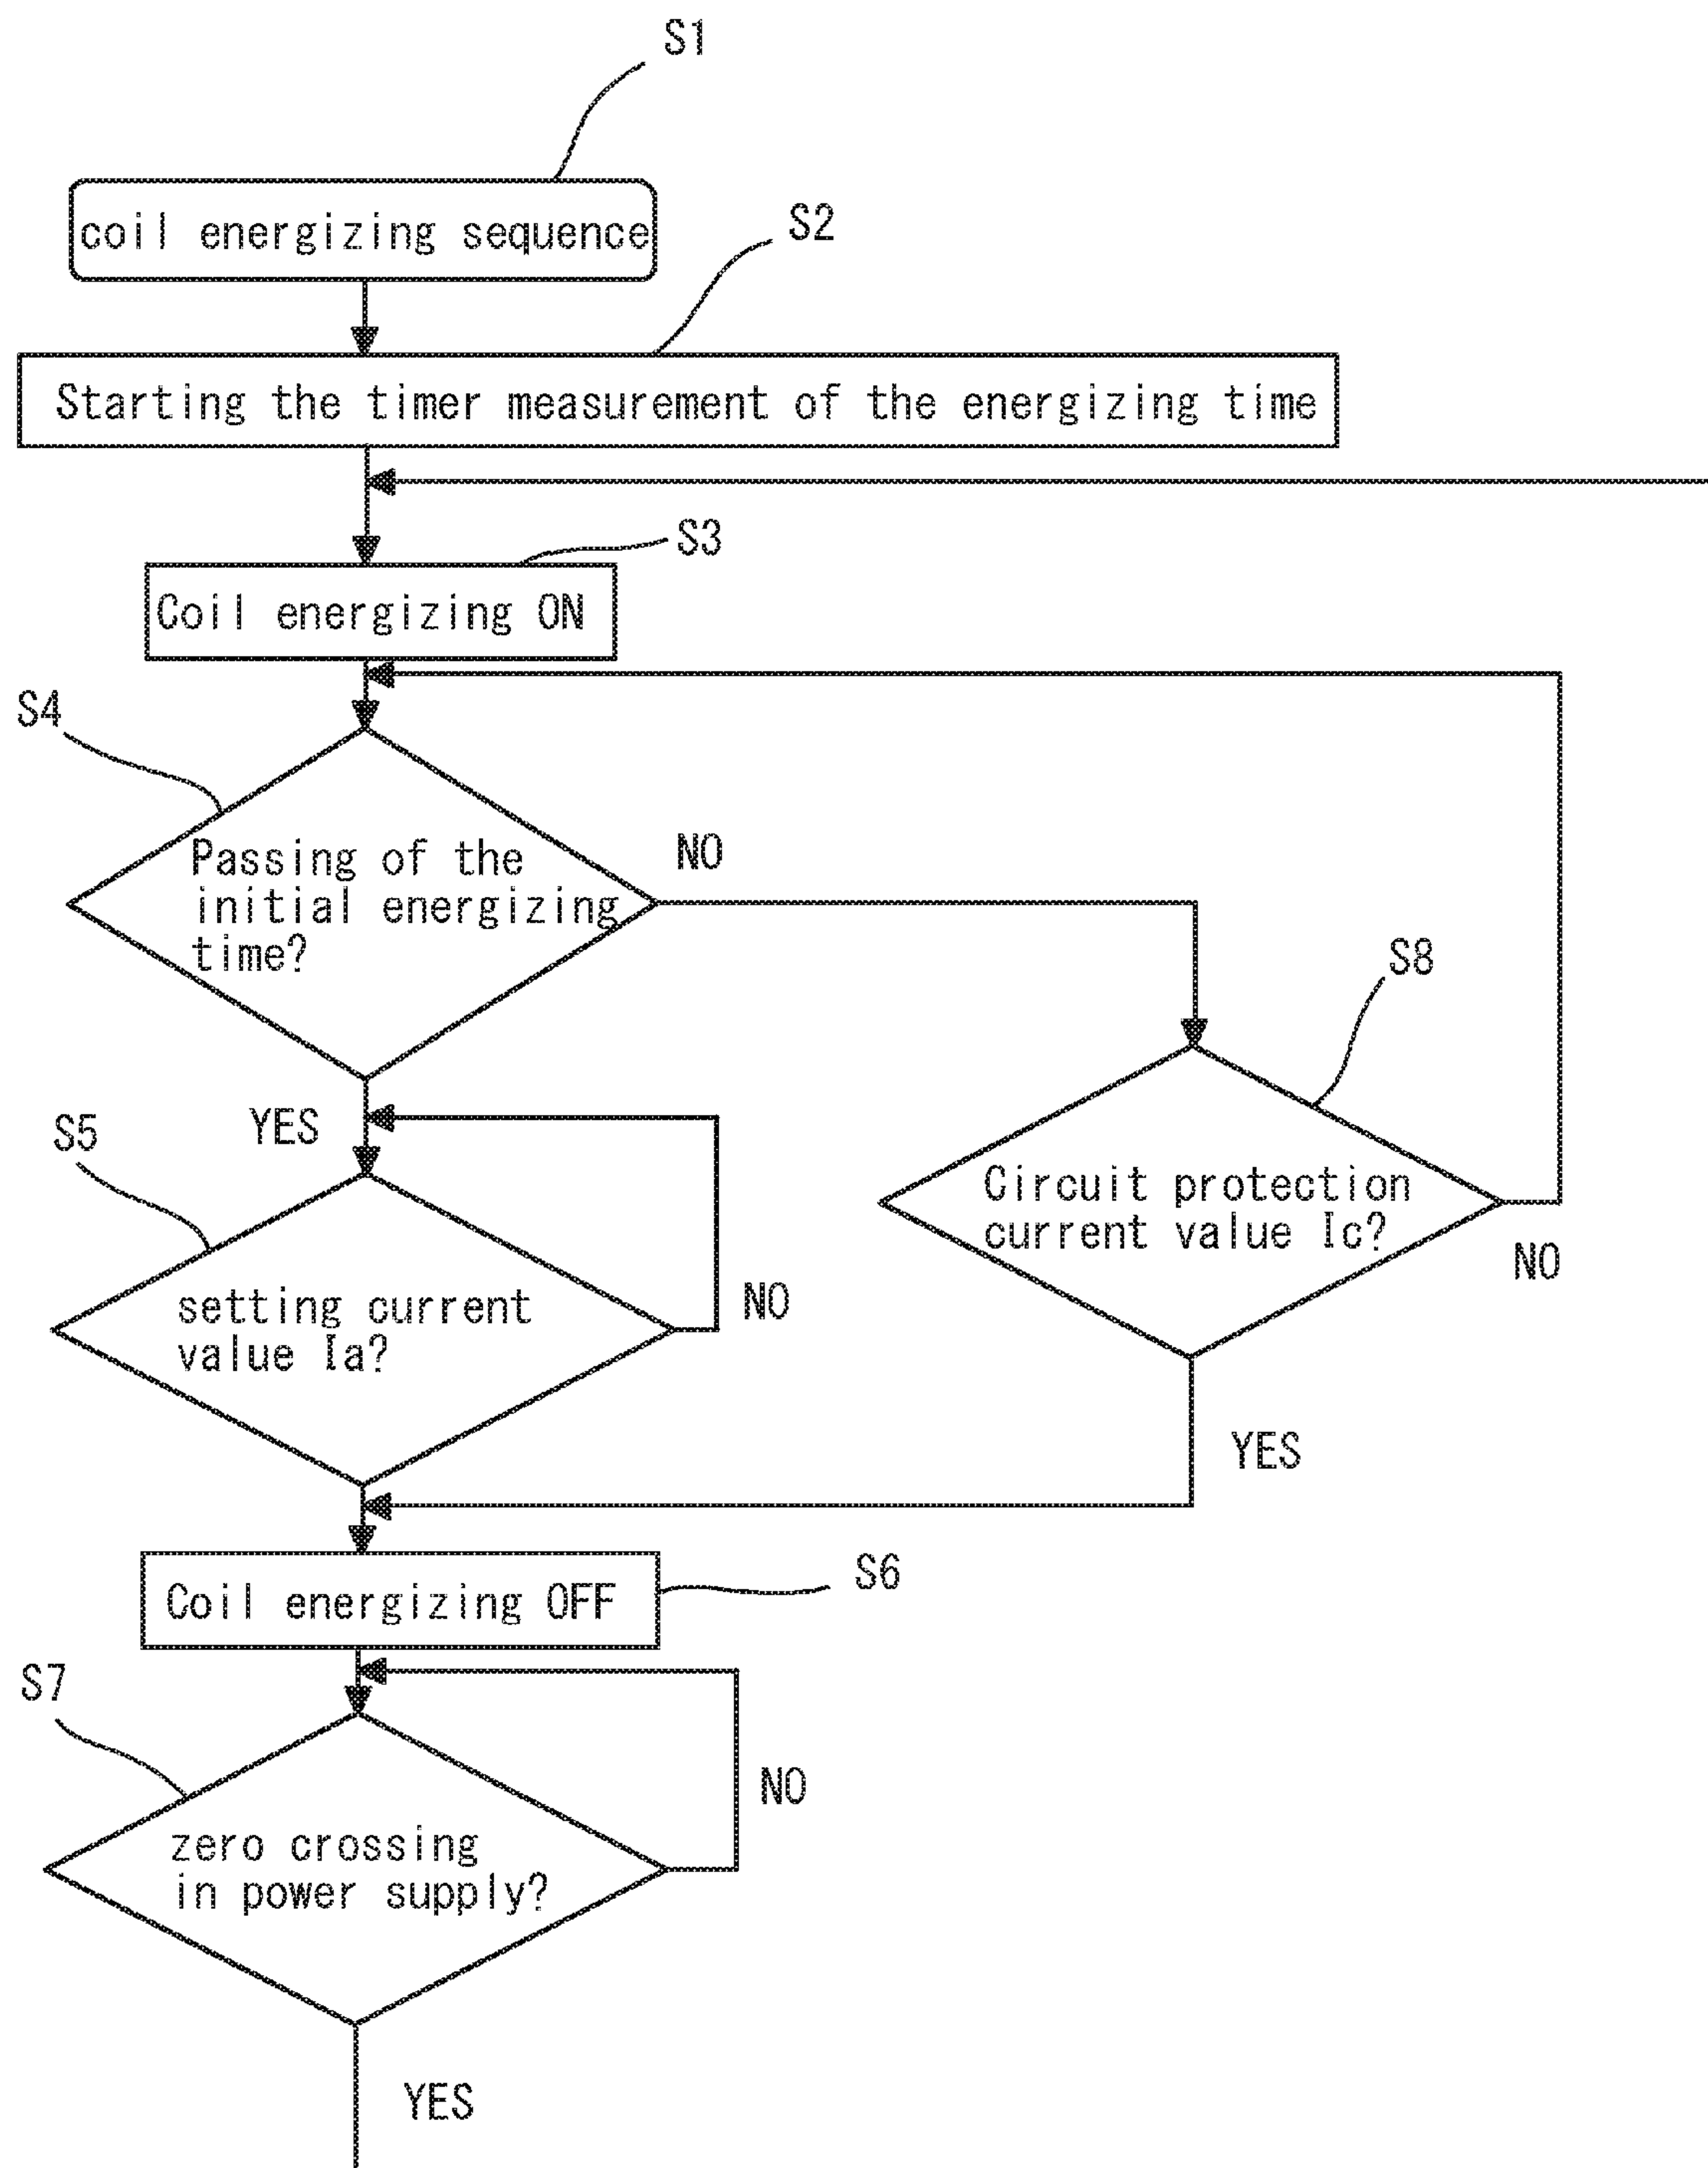 S1
coil energizing sequence
S2
Starting the timer measurement of the energizing time
S3
Coil energizing ON
S4
Passing of the
initial energizing
time?
NO
S8
Circuit protection
current value Ic?
NO
YES
YES
S5
setting current
value Ia?
NO
Coil energizing OFF
S6
S7
zero crossing
in power supply?
NO
YES